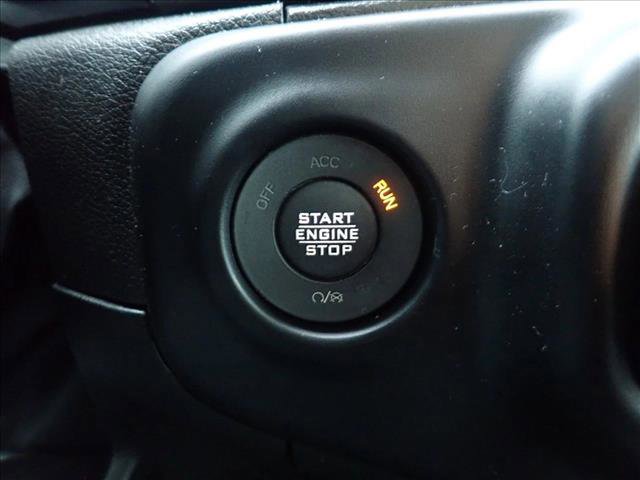 ACC
OFF
RUN
START
ENGINE
STOP